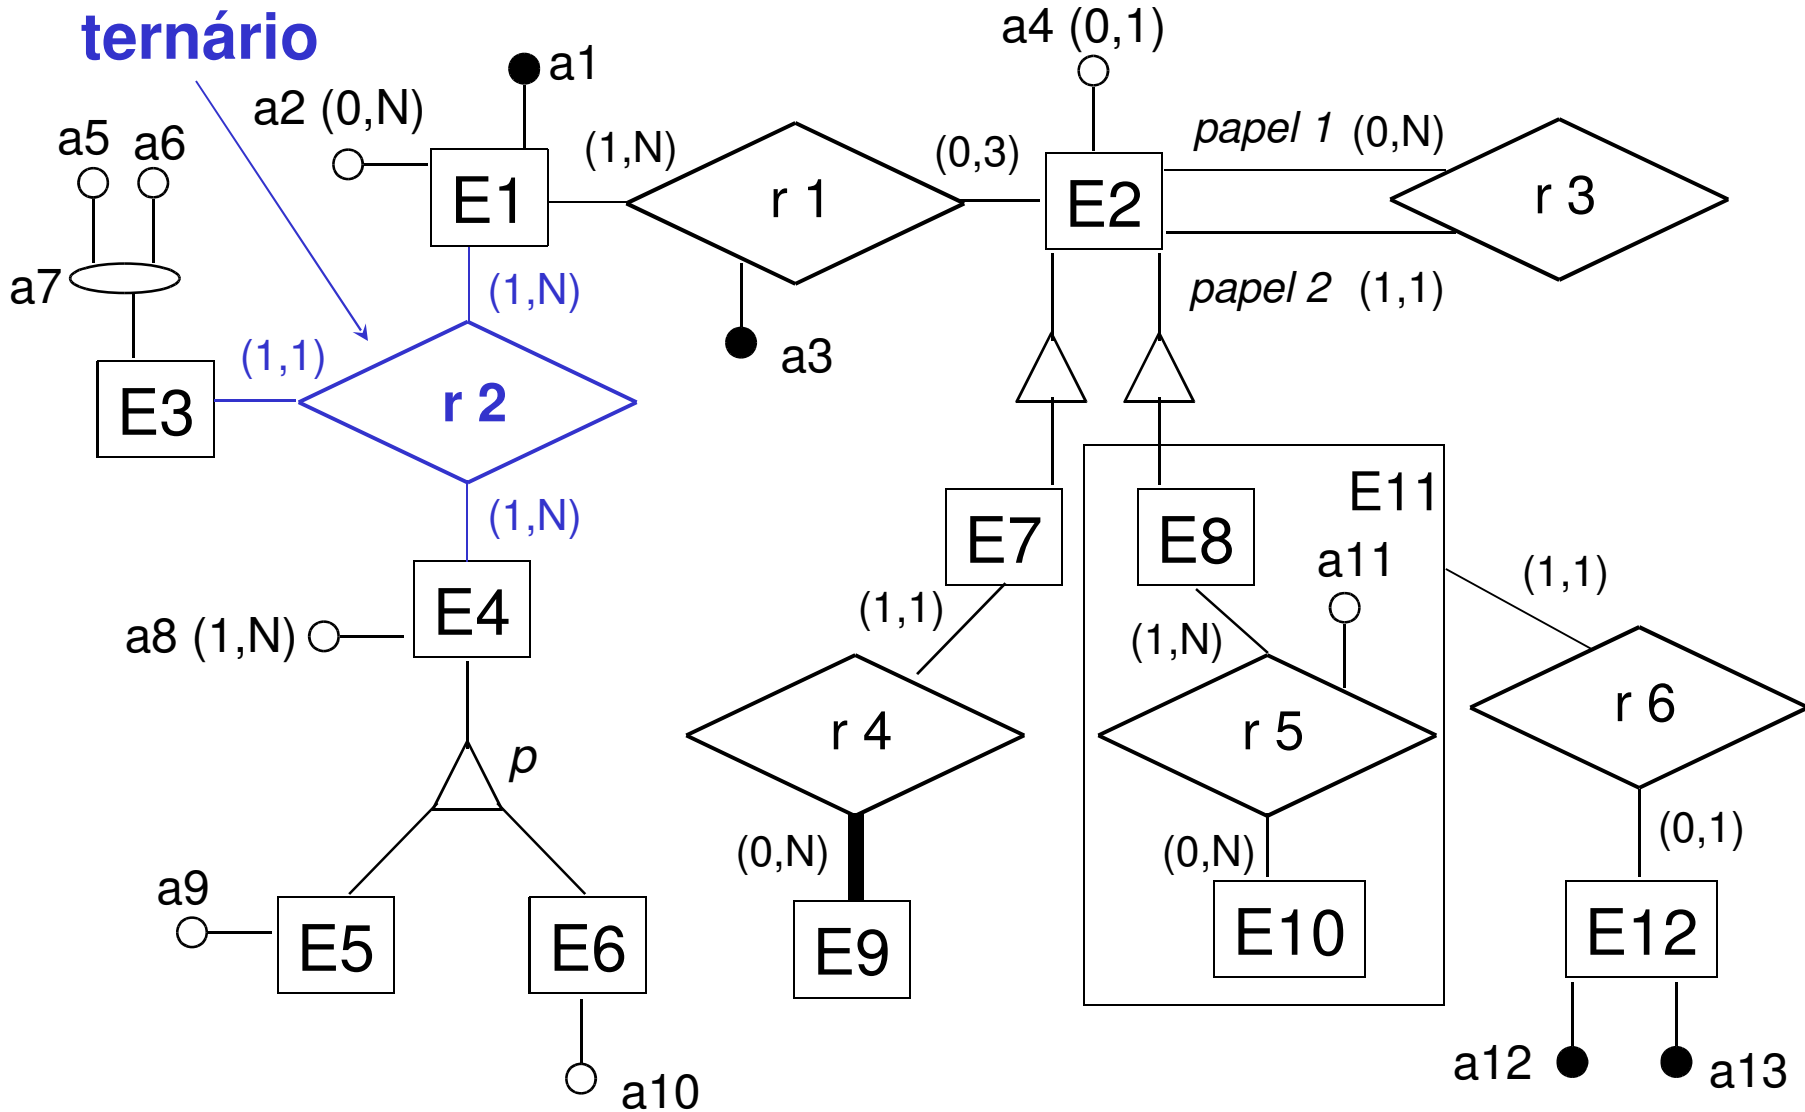 ternário
a4 (0,1)
a1
a2 (0,N)
a5
a6
(1,N)
(0,3)
papel 1 (0,N)
E1
r 1
E2
r 3
a7
(1,N)
papel 2 (1,1)
(1,1)
a3
E3
r 2
(1,N)
E11
E7
E8
a11
(1,1)
E4
a8 (1,N)
(1,1)
(1,N)
r 4
r 5
r 6
p
(0,N)
(0,N)
(0,1)
a9
E5
E6
E9
E10
E12
a10
a12
a13